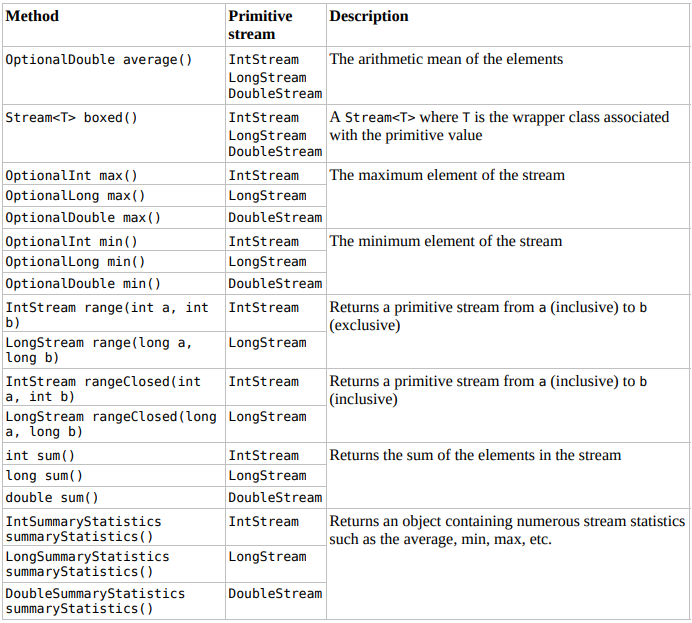 Method Primitive stream Description
OptionalDouble average() IntStream The arithmetic mean of the elements
LongStream
DoubleStream
Stream<T> boxed() IntStream A Stream<T> where T is the wrapper class associated
LongStream with the primitive value
DoubleStream
OptionalInt max() IntStream The maximum element of the stream
OptionalLong max() LongStream
OptionalDouble max() DoubleStream
OptionalInt min() IntStream The minimum element of the stream
OptionalLong min() LongStream
OptionalDouble min() DoubleStream
IntStream range(int a, int IntStream Returns a primitive stream from a (inclusive) to b
b) (exclusive)
LongStream range(long a, LongStream
long b)
IntStream rangeClosed(int IntStream Returns a primitive stream from a (inclusive) to b
a, int b) (inclusive)
LongStream rangeClosed(long LongStream
a, long b)
int sum() IntStream Returns the sum of the elements in the stream
long sum() LongStream
double sum() DoubleStream
IntSummaryStatistics IntStream Returns an object containing numerous stream statistics
summaryStatistics() such as the average, min, max, etc.
LongSummaryStatistics LongStream
summaryStatistics()
DoubleSummaryStatistics DoubleStream
summaryStatistics()